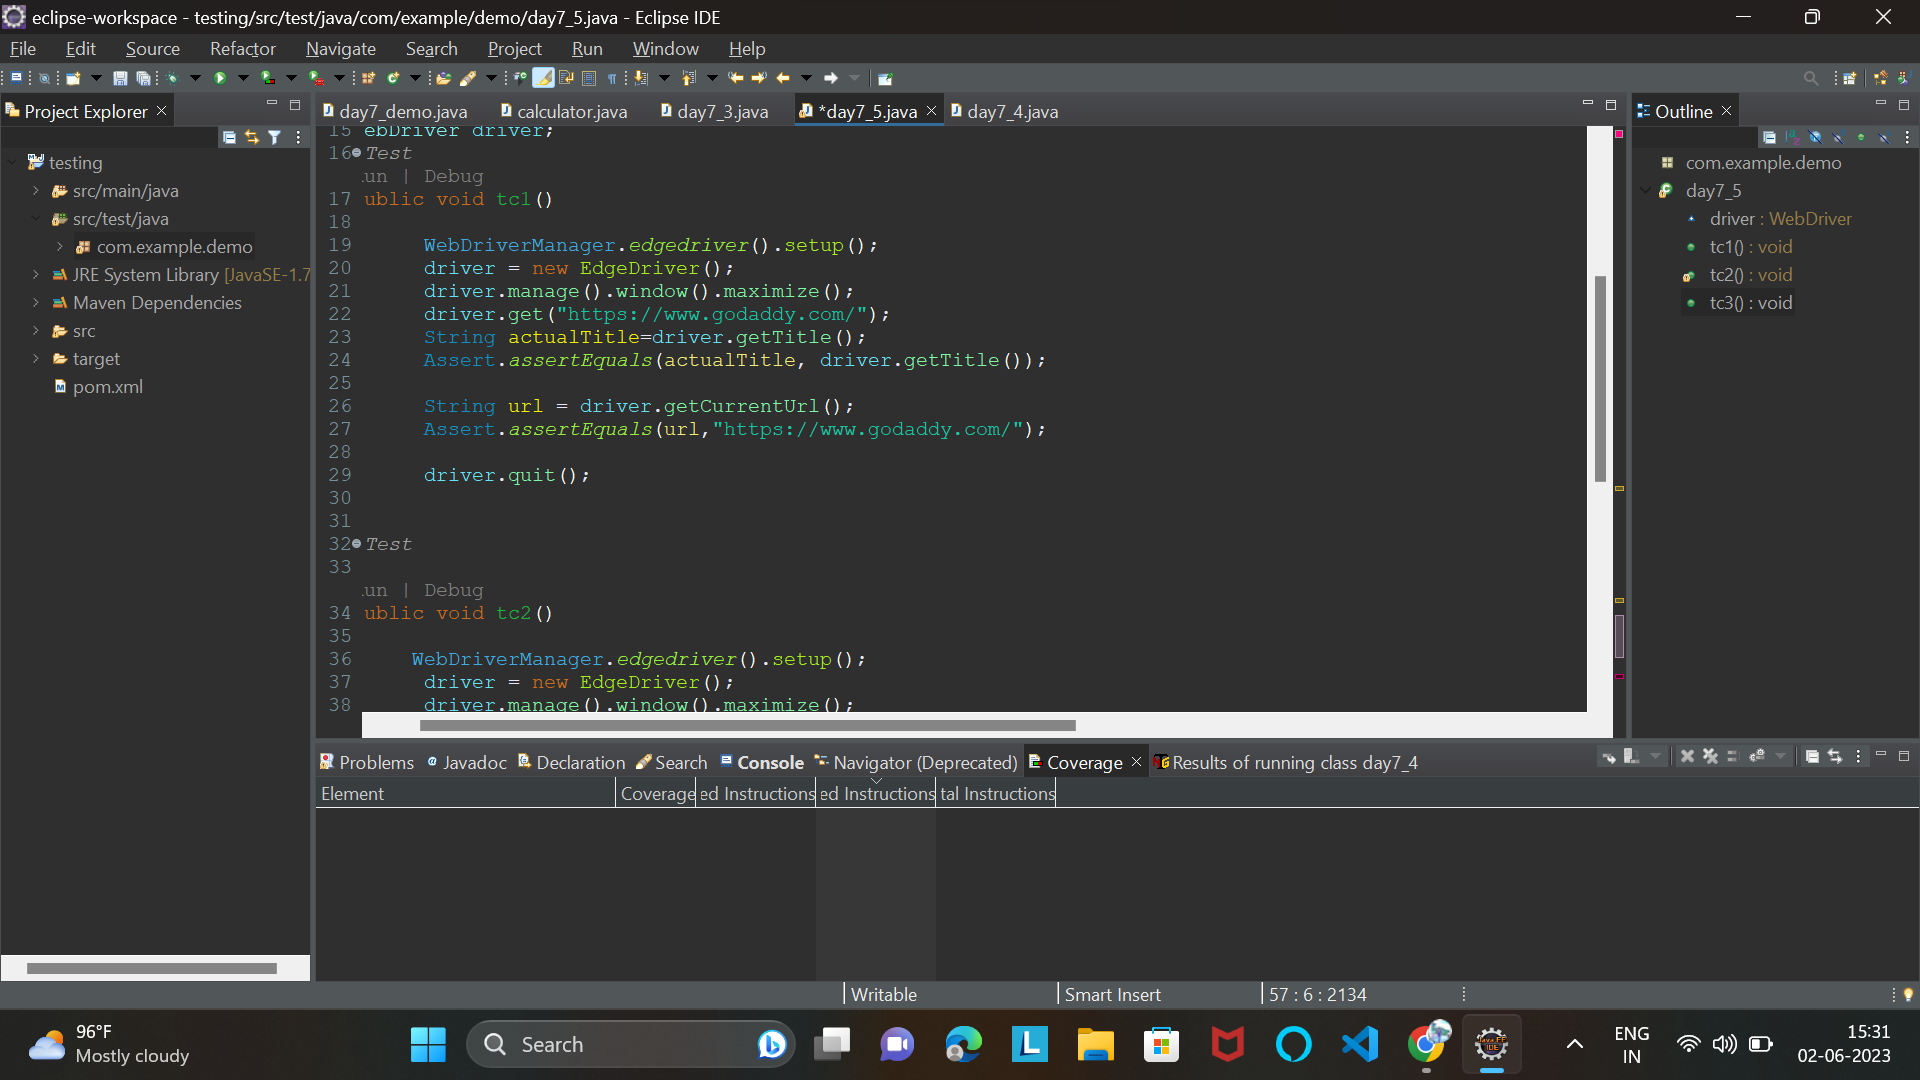 eclipse-workspace - testing/src/test/java/com/example/demo/day7_5.java - Eclipse IDE
File Edit Source Refactor Navigate Search Project Run Window Help
Project Explorer
day7_demo.java calculator.java day7_3.java *day7_5.java day7_4.java
Outline
testing
src/main/java
src/test/java
com.example.demo
JRE System Library [JavaSE-1.7
Maven Dependencies
src
target
pom.xml
15 ebDriver driver;
16 Test
un | Debug
17 ublic void tc1()
18
19 WebDriverManager.edgedriver().setup();
20 driver = new EdgeDriver();
21 driver.manage().window().maximize();
22 driver.get("https://www.godaddy.com/");
23 String actualTitle=driver.getTitle();
24 Assert.assertEquals(actualTitle, driver.getTitle());
25
26 String url = driver.getCurrentUrl();
27 Assert.assertEquals(url,"https://www.godaddy.com/");
28
29 driver.quit();
30
31
32 Test
33
un | Debug
34 ublic void tc2()
35
36 WebDriverManager.edgedriver().setup();
37 driver = new EdgeDriver();
38 driver.manage().window().maximize();
com.example.demo
day7_5
driver : WebDriver
tc1() : void
tc2() : void
tc3() : void
Problems @ Javadoc Declaration Search Console Navigator (Deprecated) Coverage Results of running class day7_4
Element Coverage ed Instructions ed Instructions tal Instructions
Writable Smart Insert 57 : 6 : 2134
96°F
Mostly cloudy
Search
ENG
IN
15:31
02-06-2023